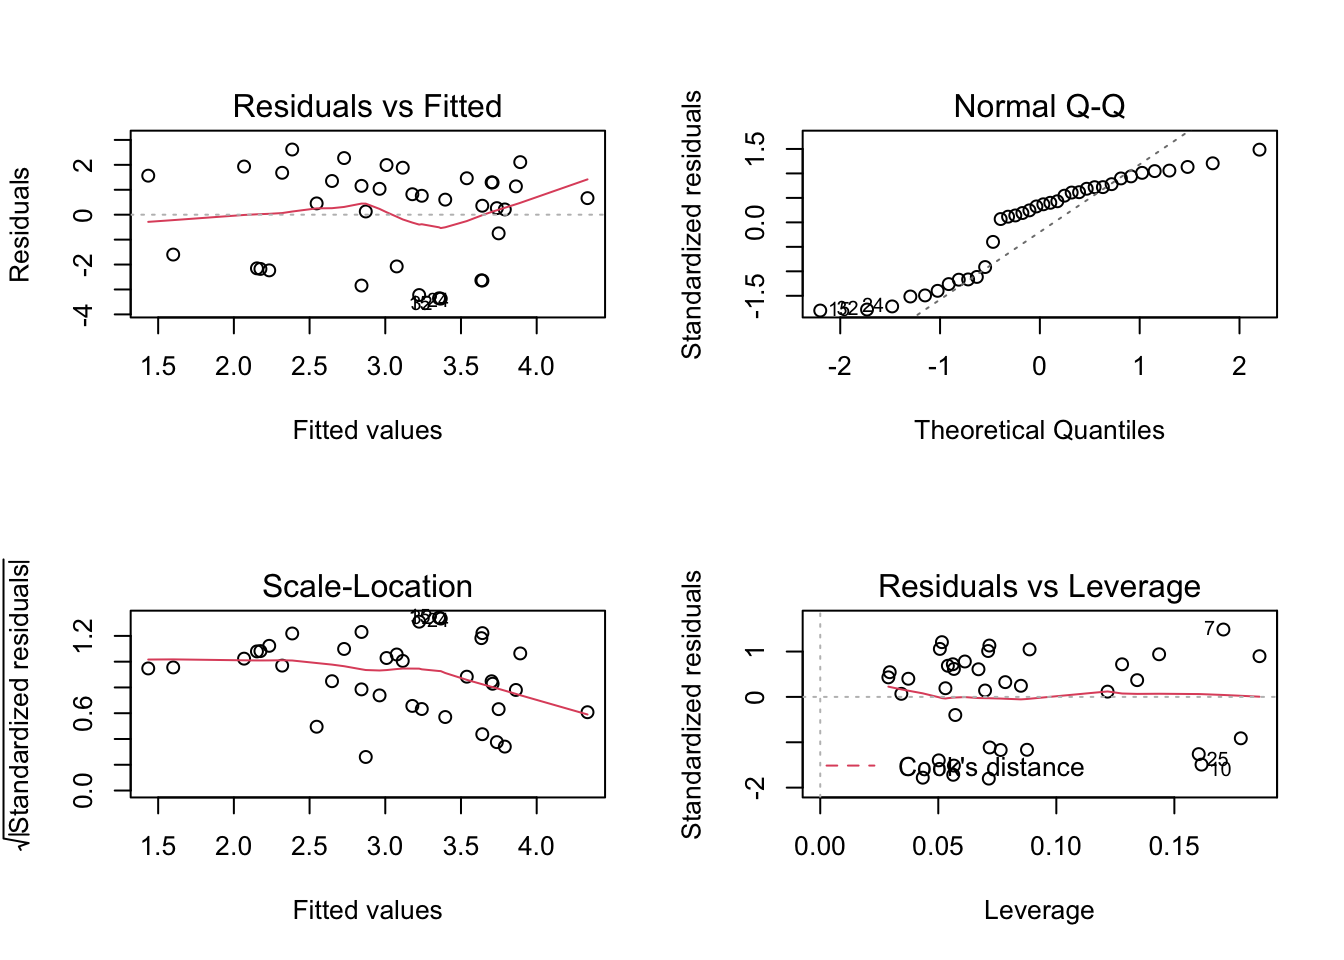 Residuals vs Fitted
Residuals
2
0
-2
-4
1.5 2.0 2.5 3.0 3.5 4.0
Fitted values
Normal Q-Q
Standardized residuals
1.5
0.0
-1.5
15 32 24
-2 -1 0 1 2
Theoretical Quantiles
Scale-Location
√|Standardized residuals|
1.2
0.6
0.0
1.5 2.0 2.5 3.0 3.5 4.0
Fitted values
Residuals vs Leverage
Standardized residuals
1
0
-2
7
25
10
Cook's distance
0.00 0.05 0.10 0.15
Leverage